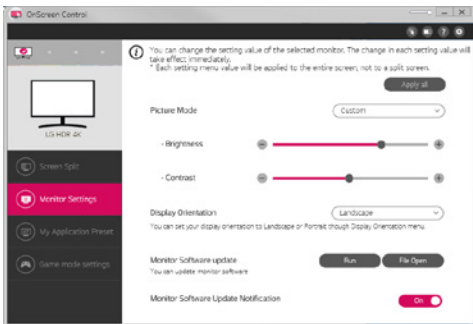 OnScreen Control
You can change the setting value of the selected monitor. The change in each setting value will
take effect immediately.
* Each setting menu value will be applied to the entire screen, not to a split screen.
Apply all
LG HDR 4K
Picture Mode
Custom
- Brightness
- Contrast
Screen Split
Monitor Settings
My Application Preset
Game mode settings
Display Orientation
Landscape
You can set your display orientation to Landscape or Portrait though Display Orientation menu.
Monitor Software update
Run
File Open
You can update monitor software
Monitor Software Update Notification
On